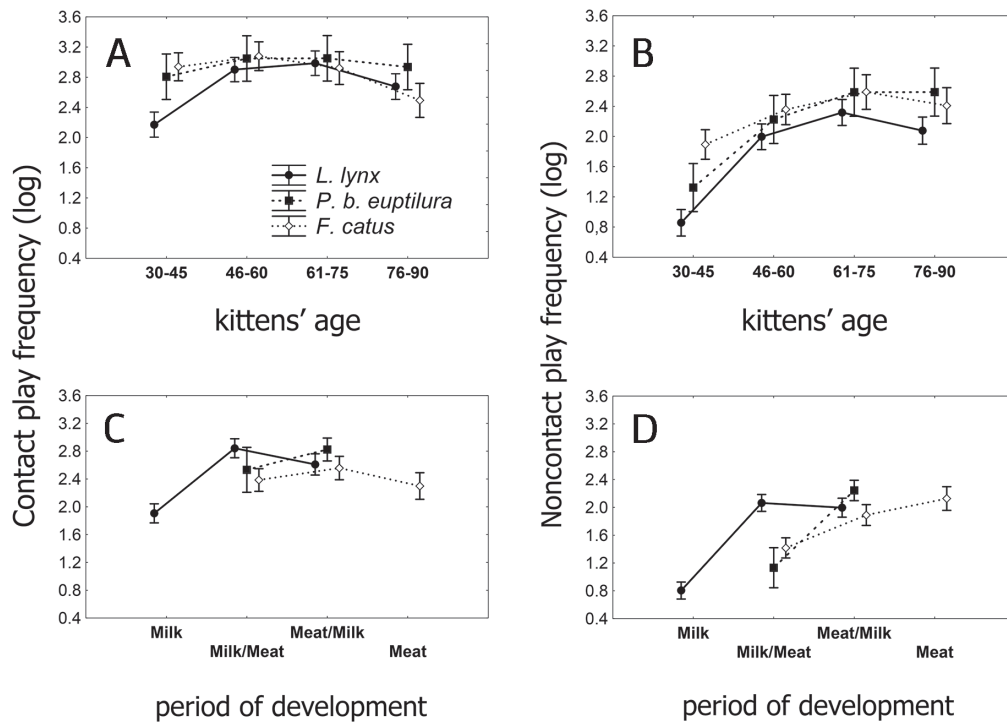 Contact play frequency (log)
A
3.6
3.2
2.8
2.4
2.0
1.6
1.2
0.8
0.4
L. lynx
P. b. euptilura
F. catus
30-45 46-60 61-75 76-90
kittens' age
Noncontact play frequency (log)
B
3.6
3.2
2.8
2.4
2.0
1.6
1.2
0.8
0.4
30-45 46-60 61-75 76-90
kittens' age
C
3.6
3.2
2.8
2.4
2.0
1.6
1.2
0.8
0.4
Milk Meat/Milk
Milk/Meat Meat
period of development
D
3.6
3.2
2.8
2.4
2.0
1.6
1.2
0.8
0.4
Milk Meat/Milk
Milk/Meat Meat
period of development